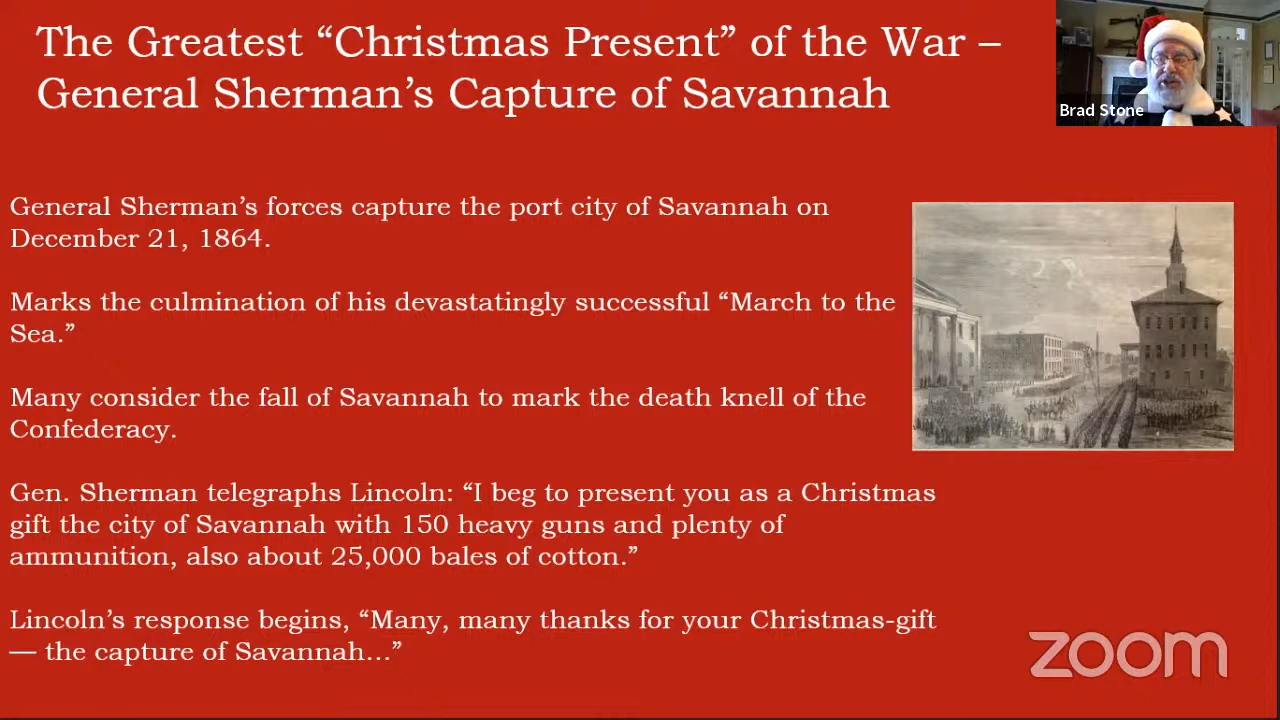 The Greatest “Christmas Present” of the War –
General Sherman’s Capture of Savannah
Brad Stone
General Sherman’s forces capture the port city of Savannah on
December 21, 1864.
Marks the culmination of his devastatingly successful “March to the
Sea.”
Many consider the fall of Savannah to mark the death knell of the
Confederacy.
Gen. Sherman telegraphs Lincoln: “I beg to present you as a Christmas
gift the city of Savannah with 150 heavy guns and plenty of
ammunition, also about 25,000 bales of cotton.”
Lincoln’s response begins, “Many, many thanks for your Christmas-gift
— the capture of Savannah…”
zoom